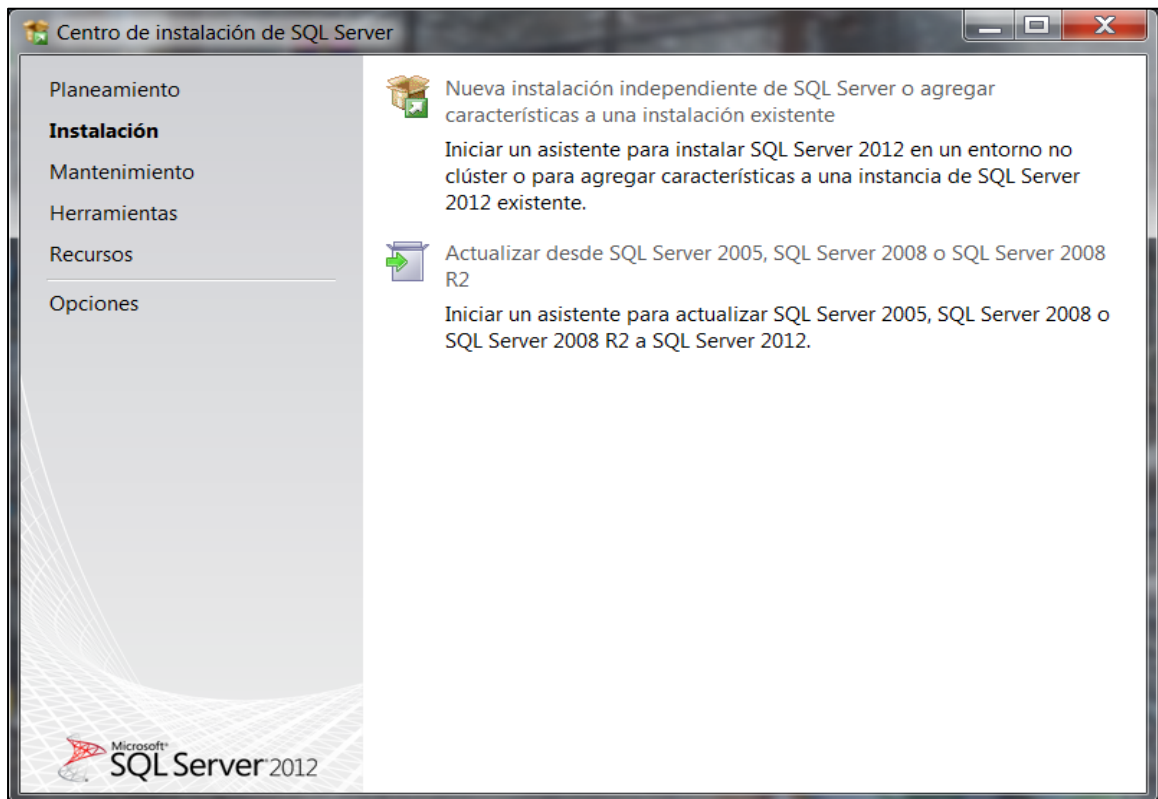 Centro de instalación de SQL Server
Planeamiento
Instalación
Mantenimiento
Herramientas
Recursos
Opciones
Nueva instalación independiente de SQL Server o agregar
características a una instalación existente
Iniciar un asistente para instalar SQL Server 2012 en un entorno no
clúster o para agregar características a una instancia de SQL Server
2012 existente.
Actualizar desde SQL Server 2005, SQL Server 2008 o SQL Server 2008
R2
Iniciar un asistente para actualizar SQL Server 2005, SQL Server 2008 o
SQL Server 2008 R2 a SQL Server 2012.
Microsoft
SQL Server 2012